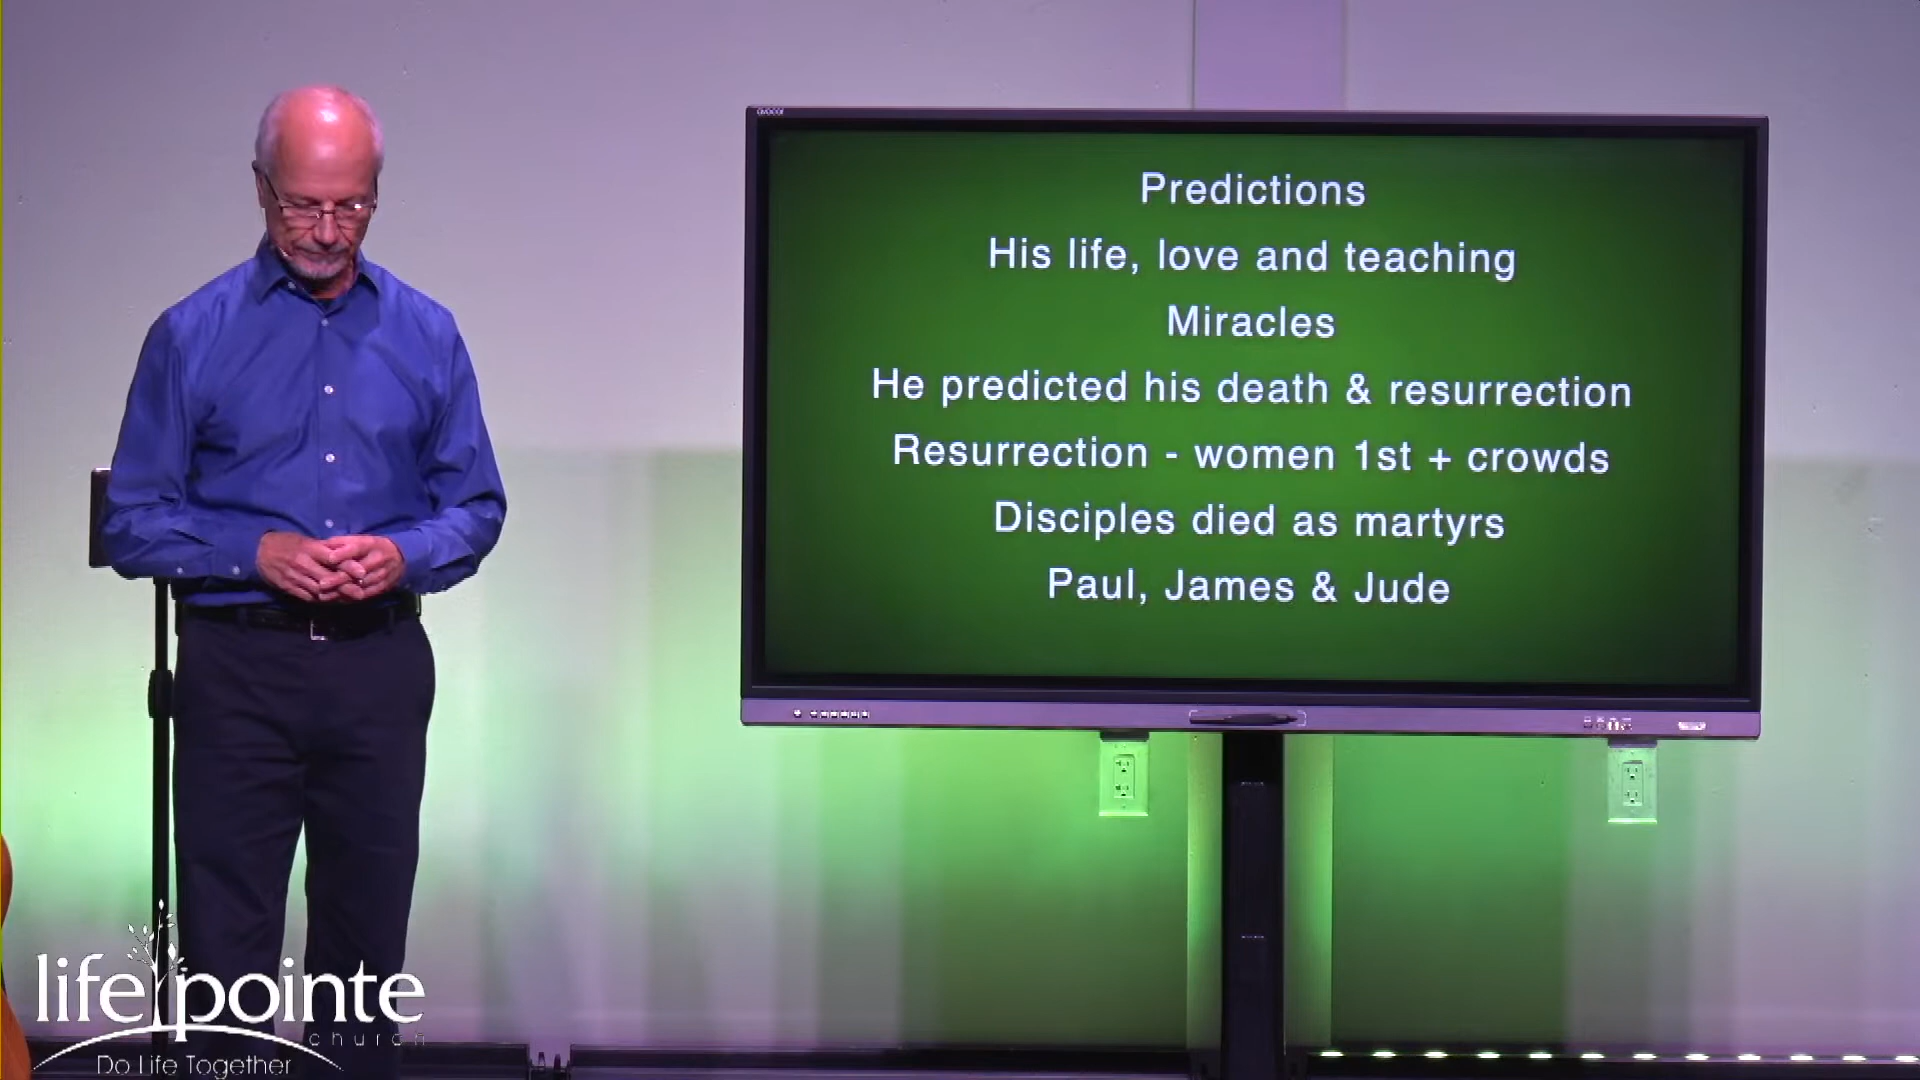 avocor
Predictions
His life, love and teaching
Miracles
He predicted his death & resurrection
Resurrection - women 1st + crowds
Disciples died as martyrs
Paul, James & Jude
life pointe
church
Do Life Together